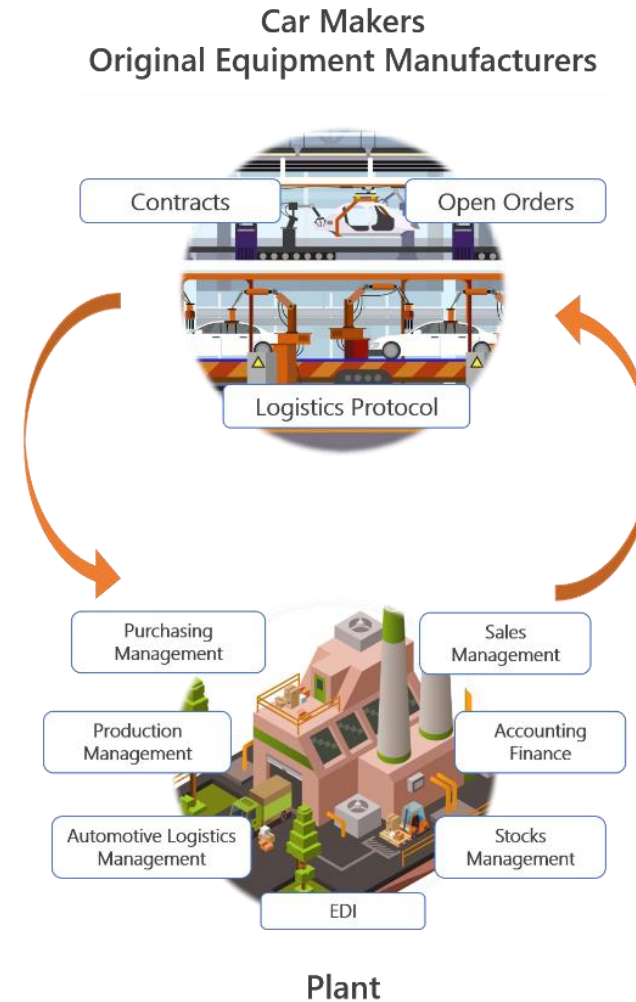 Car Makers
Original Equipment Manufacturers
Contracts
Open Orders
Logistics Protocol
Purchasing
Management
Sales
Management
Production
Management
Accounting
Finance
Automotive Logistics
Management
Stocks
Management
EDI
Plant